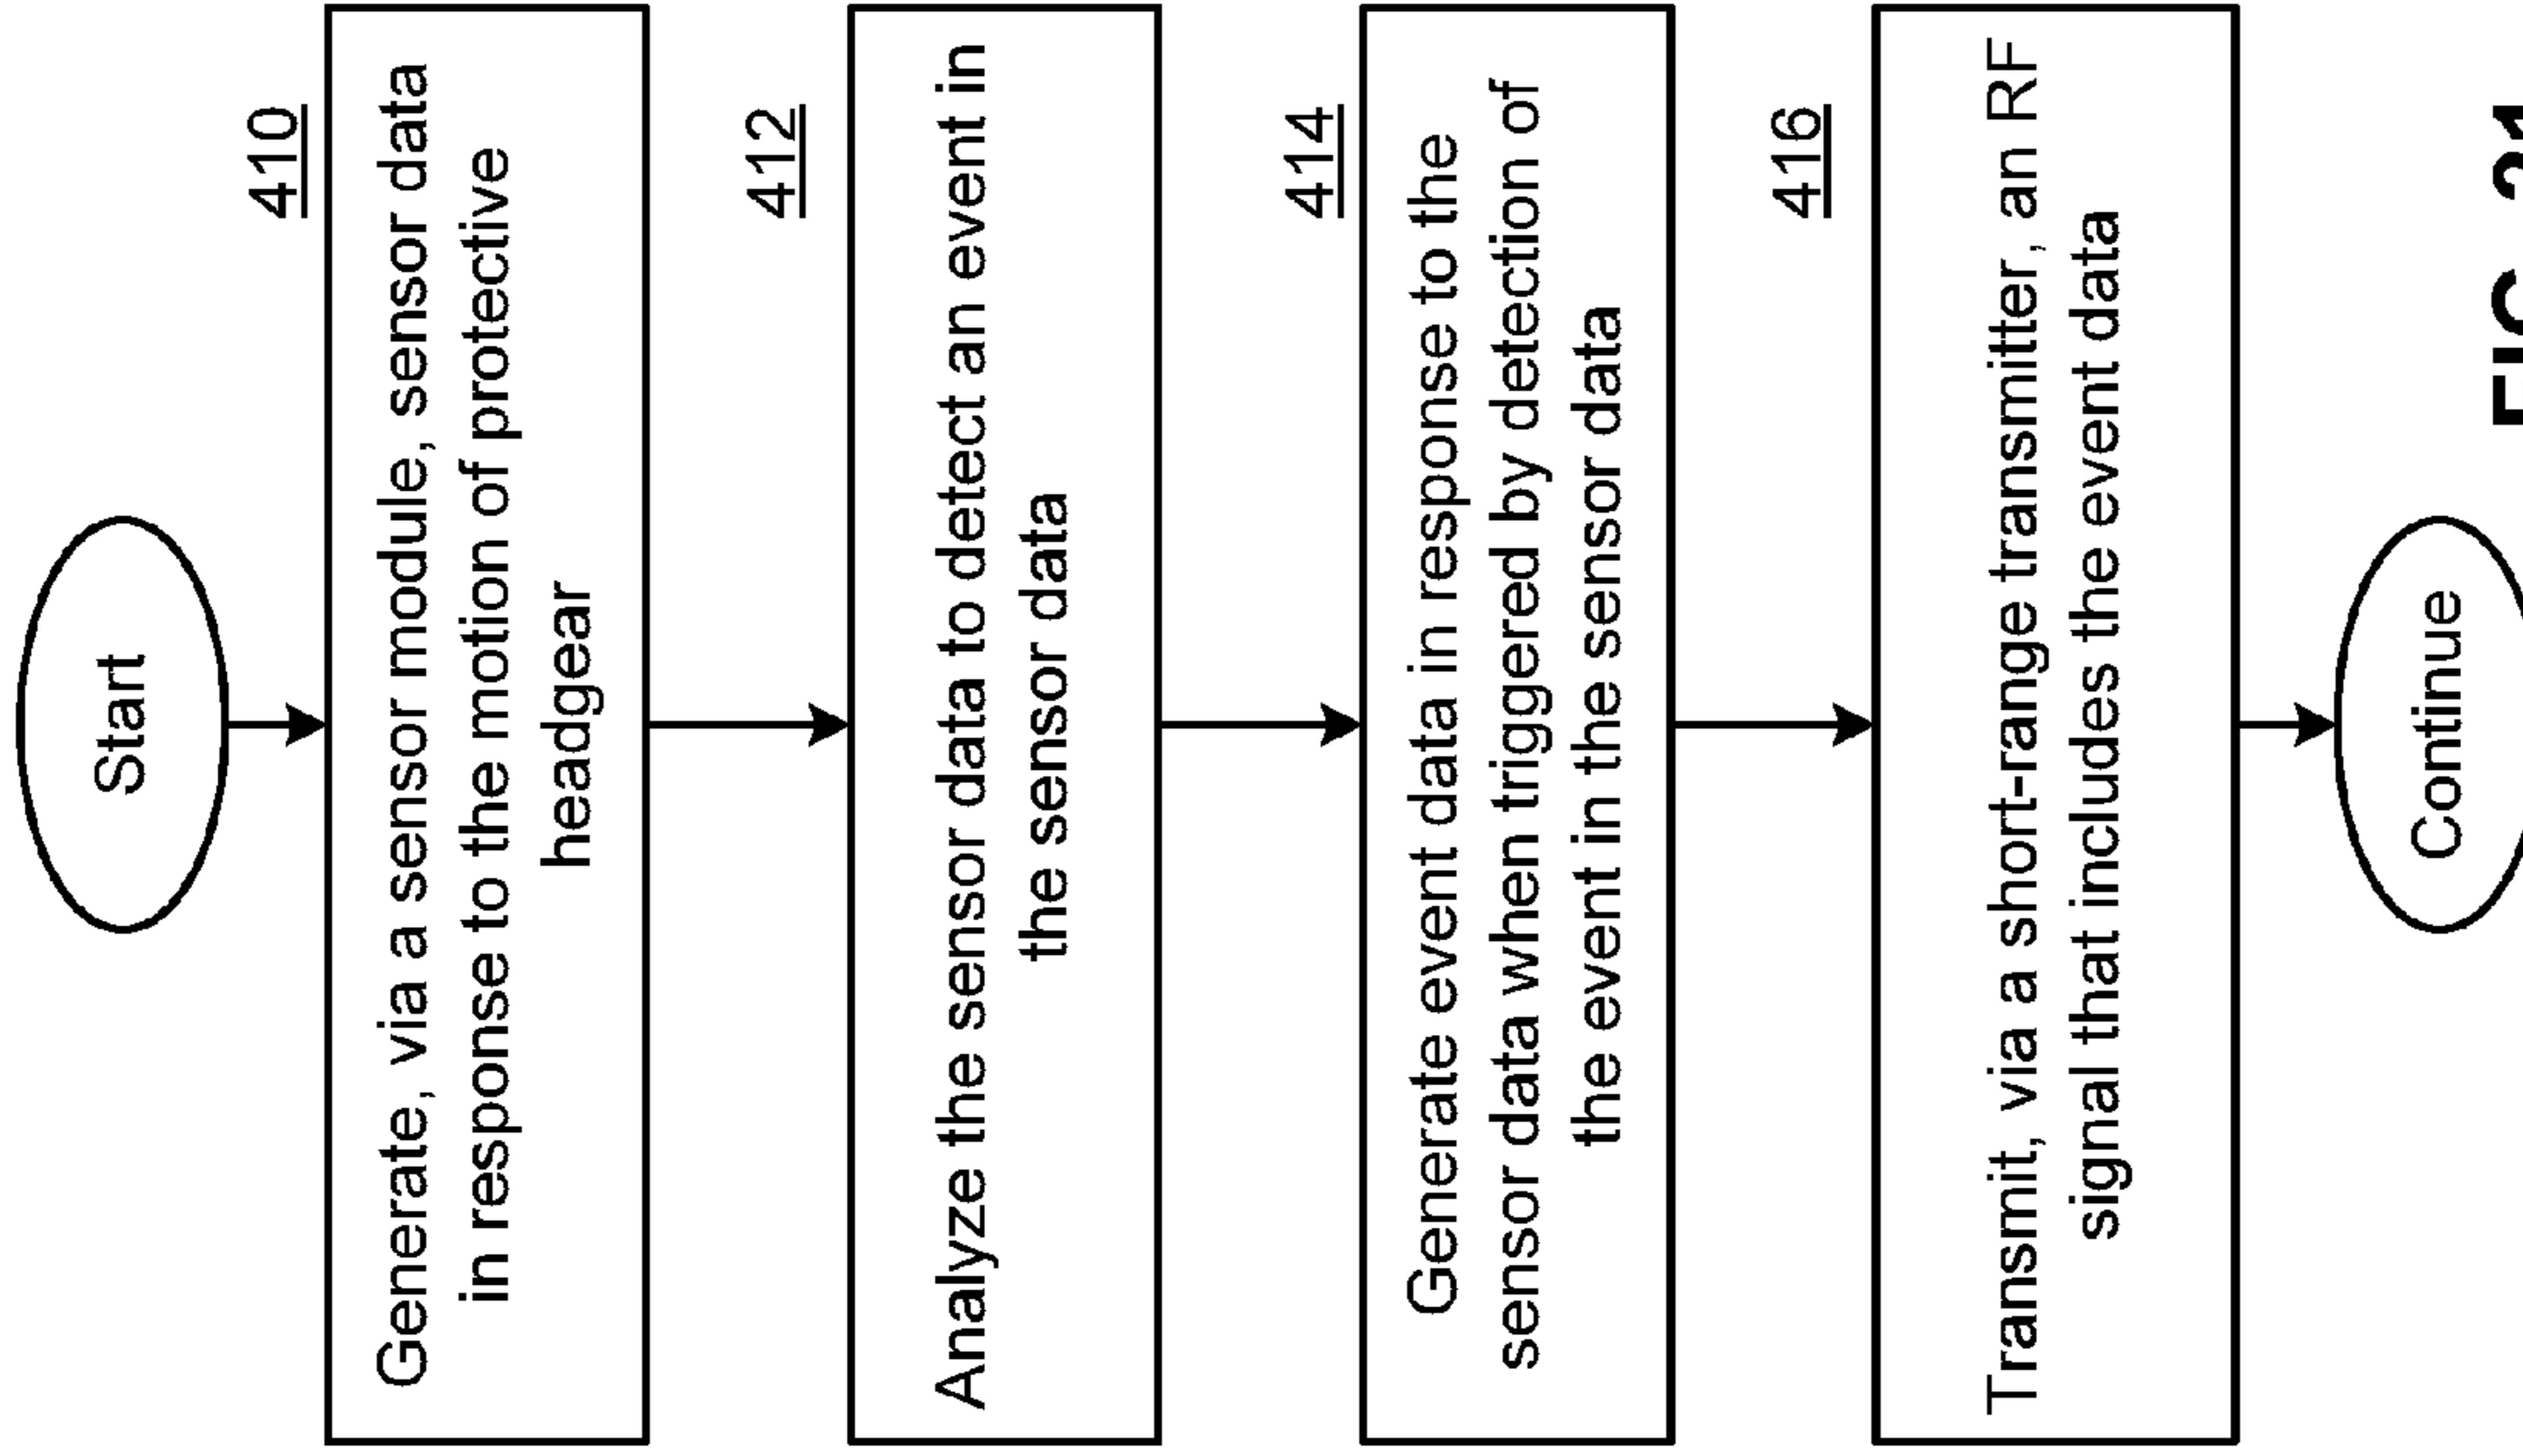 Start
410
Generate, via a sensor module, sensor data
in response to the motion of protective
headgear
412
Analyze the sensor data to detect an event in
the sensor data
414
Generate event data in response to the
sensor data when triggered by detection of
the event in the sensor data
416
Transmit, via a short-range transmitter, an RF
signal that includes the event data
Continue